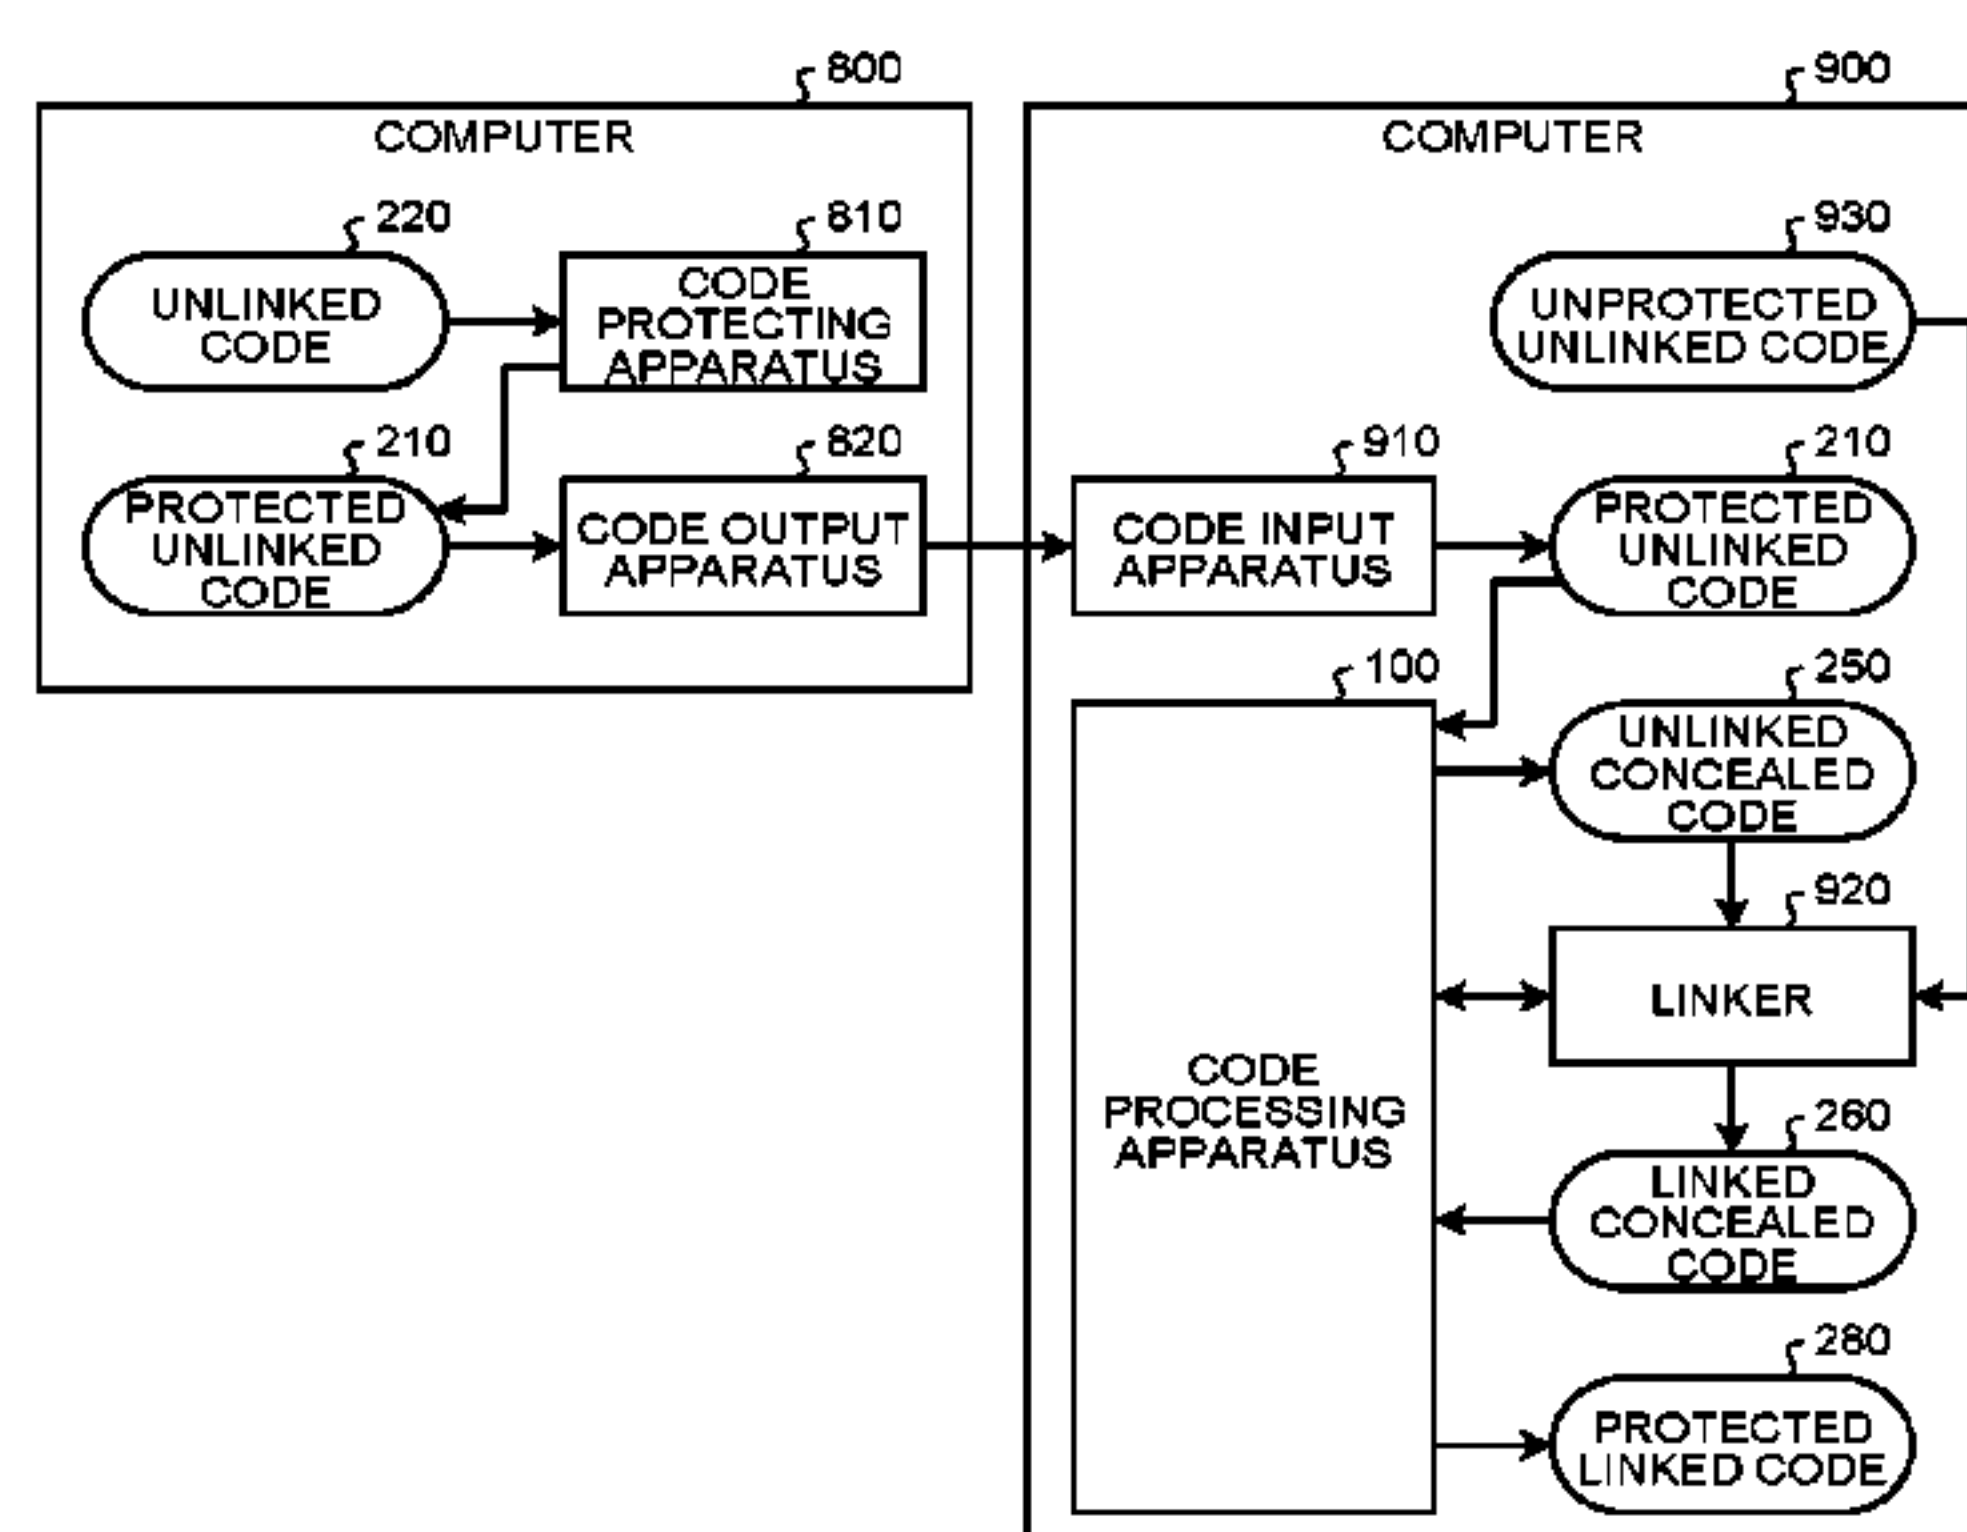 800
COMPUTER
220
UNLINKED
CODE
810
CODE
PROTECTING
APPARATUS
210
PROTECTED
UNLINKED
CODE
820
CODE OUTPUT
APPARATUS
900
COMPUTER
930
UNPROTECTED
UNLINKED CODE
910
CODE INPUT
APPARATUS
210
PROTECTED
UNLINKED
CODE
100
CODE
PROCESSING
APPARATUS
250
UNLINKED
CONCEALED
CODE
920
LINKER
260
LINKED
CONCEALED
CODE
280
PROTECTED
LINKED CODE